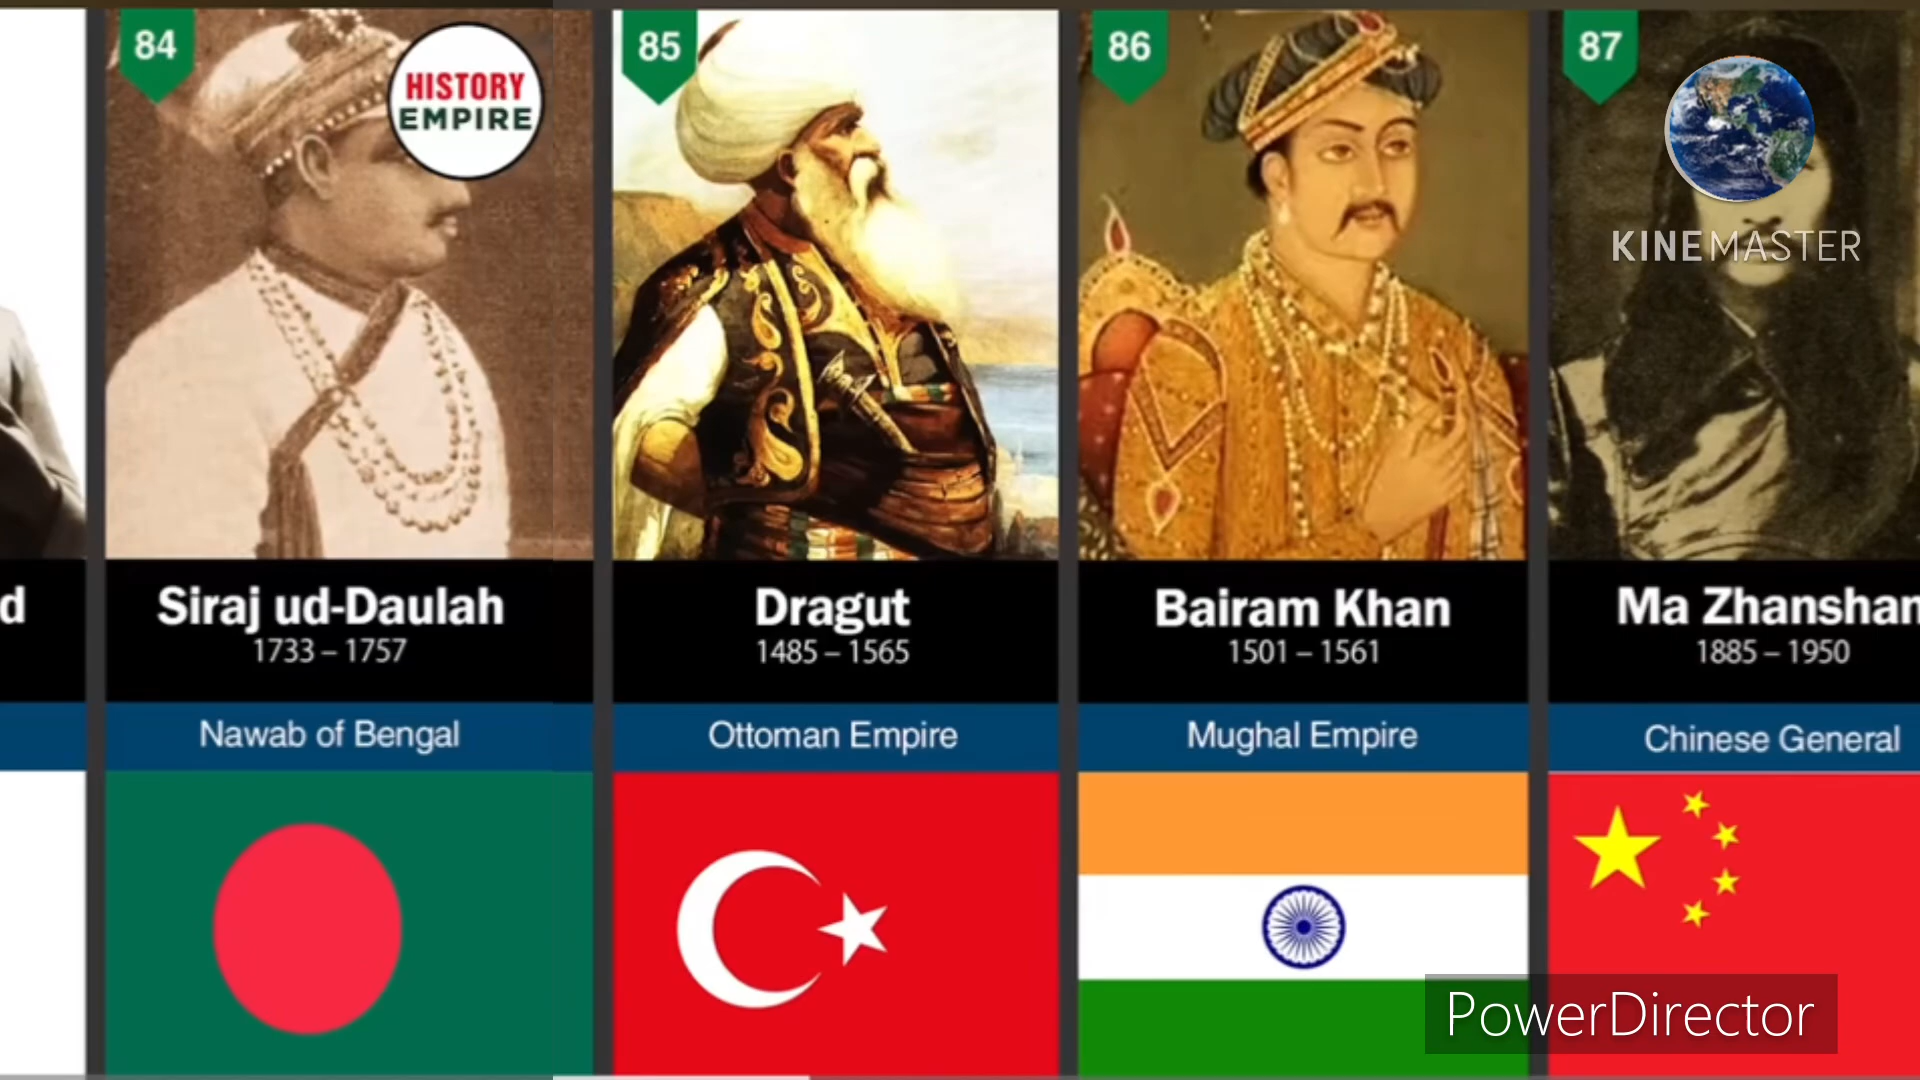 84
HISTORY
EMPIRE
85
86
87
KINEMASTER
d
Siraj ud-Daulah
1733 – 1757
Dragut
1485 – 1565
Bairam Khan
1501 – 1561
Ma Zhanshan
1885 – 1950
Nawab of Bengal
Ottoman Empire
Mughal Empire
Chinese General
PowerDirector